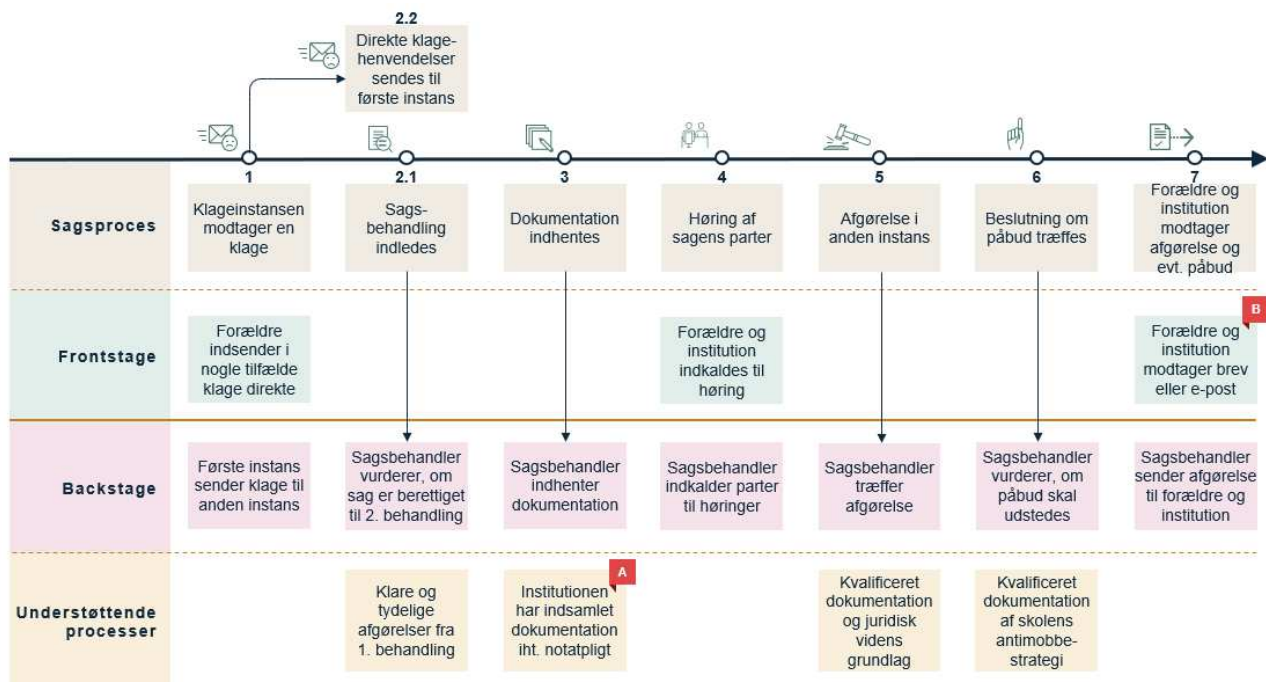 2.2
Direkte klage-
henvendelser
sendes til
første instans
1
2.1
3
4
5
6
7
Sagsproces
Klageinstansen
modtager en
klage
Sags-
behandling
indledes
Dokumentation
indhentes
Høring af
sagens parter
Afgørelse i
anden instans
Beslutning om
påbud træffes
Forældre og
institution
modtager
afgørelse og
evt. påbud
Frontstage
Forældre
indsender i
nogle tilfælde
klage direkte
Forældre og
institution
indkaldes til
høring
B
Forældre og
institution
modtager brev
eller e-post
Backstage
Første instans
sender klage til
anden instans
Sagsbehandler
vurderer, om
sag er berettiget
til 2. behandling
Sagsbehandler
indhenter
dokumentation
Sagsbehandler
indkalder parter
til høringer
Sagsbehandler
træffer
afgørelse
Sagsbehandler
vurderer, om
påbud skal
udstedes
Sagsbehandler
sender afgørelse
til forældre og
institution
Understøttende
processer
Klare og
tydelige
afgørelser fra
1. behandling
A
Institutionen
har indsamlet
dokumentation
iht. notatpligt
Kvalificeret
dokumentation
og juridisk
videns
grundlag
Kvalificeret
dokumentation
af skolens
antimobbe-
strategi